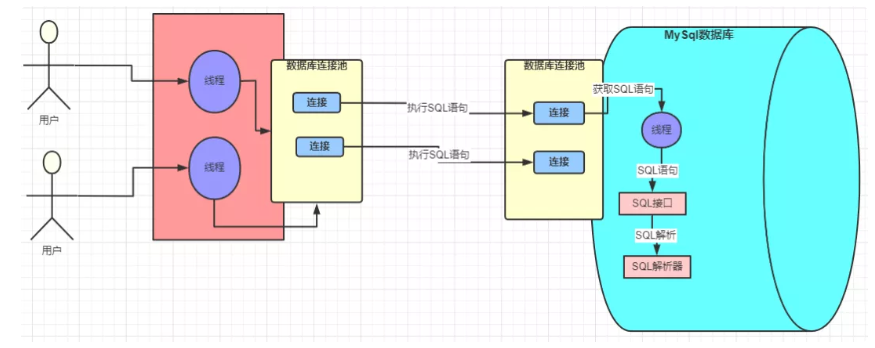 MySql数据库
数据库连接池
数据库连接池
线程
连接
执行SQL语句
连接
获取SQL语句
线程
用户
连接
执行SQL语句
连接
线程
SQL语句
SQL接口
SQL解析
用户
SQL解析器